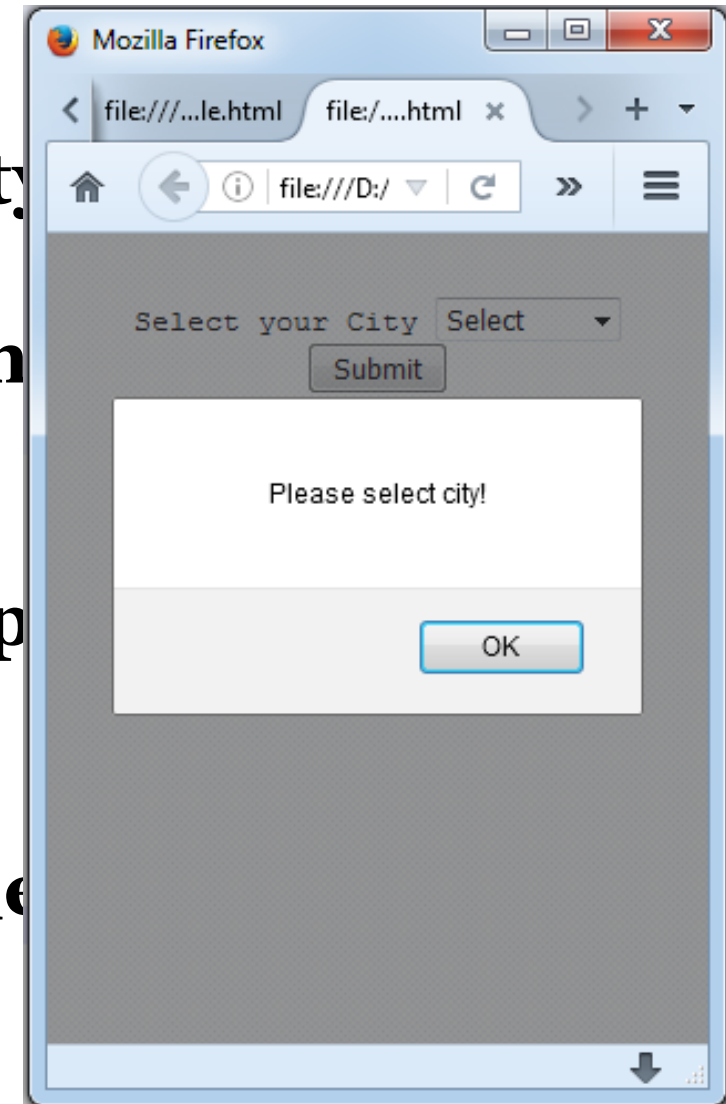 Mozilla Firefox
file:///...le.html file:/....html
file:///D:/
Select your City Select
Submit
Please select city!
OK